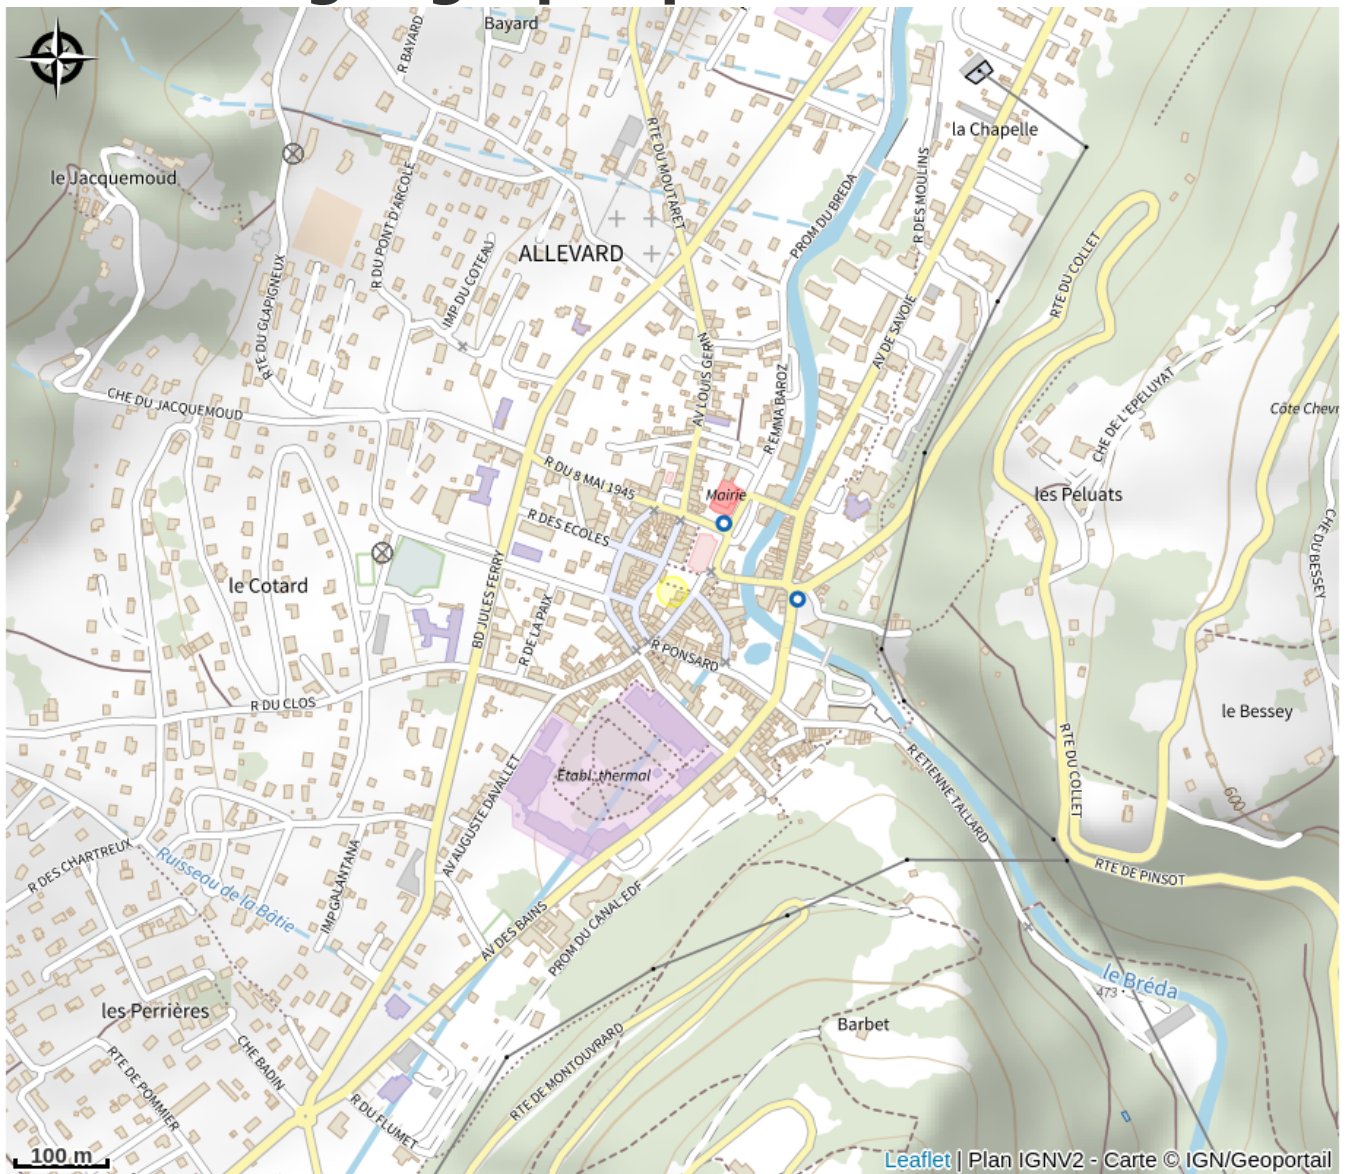 Bayard
R BAYARD
la Chapelle
RTE DU MOUTARET
le Jacquemoud
R DU PONT D'ARCOLE
PROM DU BREDA
R DES MOULINS
ALLEVARD
IMP. DU COTEAU
RTE DU COLLET
RTE DU GLAPIGNEUX
AV DE SAVOIE
AV LOUIS GERIN
R EMMA BAROZ
CHE DU JACQUEMOUD
CHE DE L'EPELUYAT
Côte Chevr
R DU 8 MAI 1945
Mairie
les Peluats
R DES ECOLES
CHE DU BESSEY
le Cotard
BD JULES FERRY
R DE LA PAIX
R PONSARD
R DU CLOS
le Bessey
RTE DU COLLET
R ETIENNE TALLARD
Établ. thermal
AV AUGUSTE DAVALLET
600
R DES CHARTREUX
Ruisseau de la Bâtie
IMP GALANTANA
RTE DE PINSOT
AV DES BAINS
PROM DU CANAL EDF
le Bréda
473
les Perrières
Barbet
RTE DE POMMIER
CHE BADIN
RTE DE MONTOUVRARD
R DU FLUMET
100 m
Leaflet | Plan IGNV2 - Carte © IGN/Geoportail